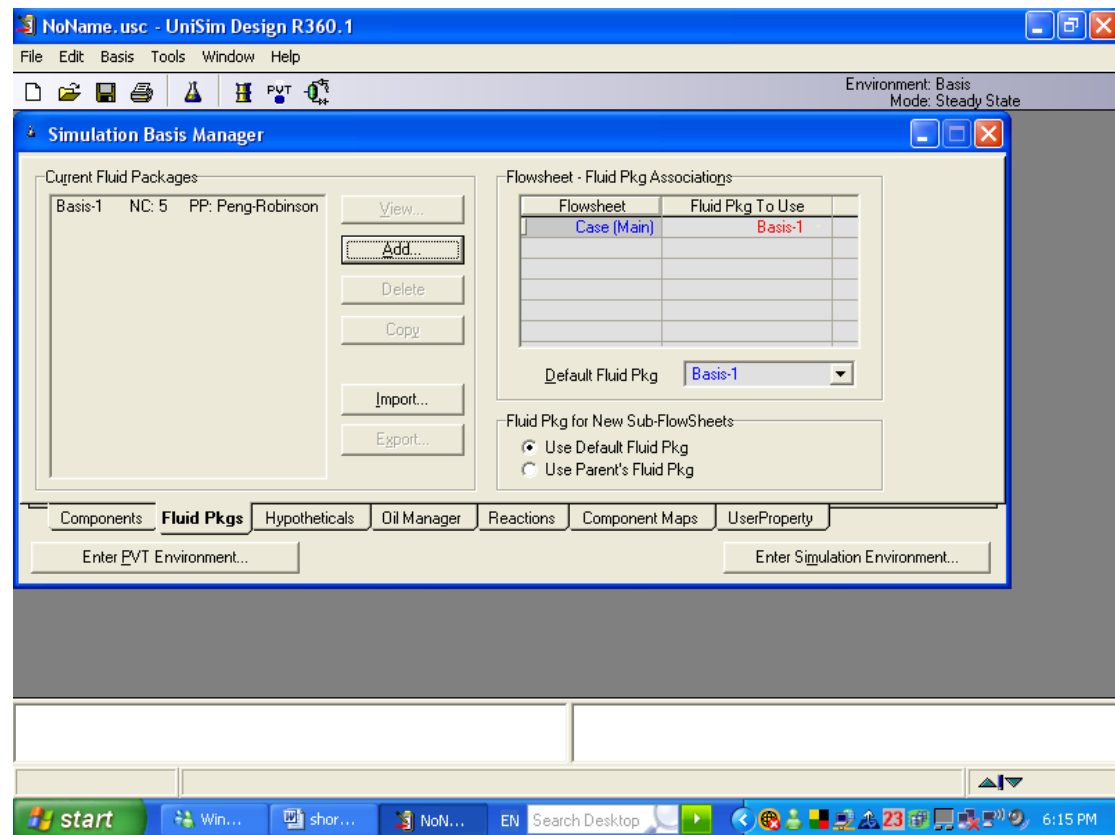 NoName.usc - UniSim Design R360.1
File Edit Basis Tools Window Help
PVT
Environment: Basis
Mode: Steady State
Simulation Basis Manager
Current Fluid Packages
Basis-1 NC: 5 PP: Peng-Robinson
View...
Add...
Delete
Copy
Import...
Export...
Flowsheet - Fluid Pkg Associations
Flowsheet Fluid Pkg To Use
Case (Main) Basis-1
Default Fluid Pkg Basis-1
Fluid Pkg for New Sub-FlowSheets
Use Default Fluid Pkg
Use Parent's Fluid Pkg
Components Fluid Pkgs Hypotheticals Oil Manager Reactions Component Maps UserProperty
Enter PVT Environment... Enter Simulation Environment...
start Win... shor... NoN... EN Search Desktop 23 6:15 PM